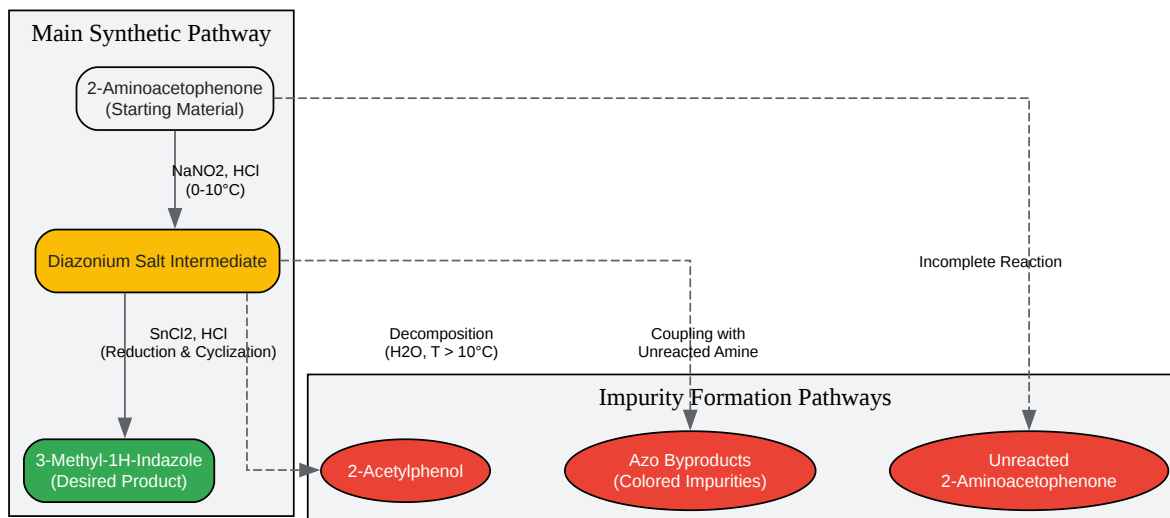 Main Synthetic Pathway
2-Aminoacetophenone
(Starting Material)
NaNO2, HCl
(0-10°C)
Diazonium Salt Intermediate
Incomplete Reaction
SnCl2, HCl
(Reduction & Cyclization)
Decomposition
(H2O, T > 10°C)
Coupling with
Unreacted Amine
Impurity Formation Pathways
3-Methyl-1H-Indazole
(Desired Product)
2-Acetylphenol
Azo Byproducts
(Colored Impurities)
Unreacted
2-Aminoacetophenone